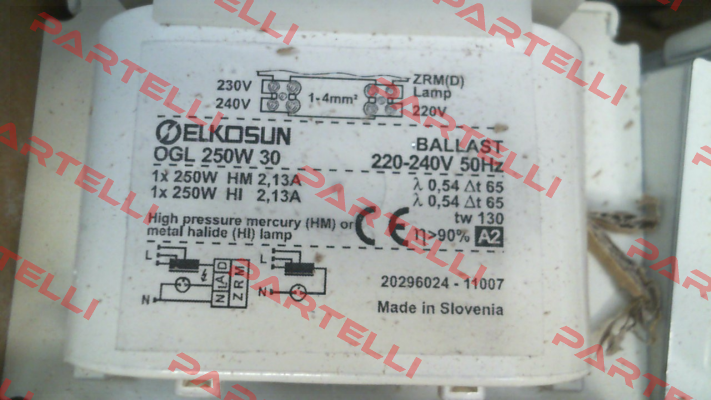 230V
240V
1-4mm²
ZRM(D)
Lamp
220V
ELKOSUN
OGL 250W 30
BALLAST
220-240V 50Hz
1x 250W HM 2,13A
1x 250W HI 2,13A
λ 0,54 Δt 65
λ 0,54 Δt 65
tw 130
High pressure mercury (HM) or
metal halide (HI) lamp
CE η>90% A2
L
N
N LA D
Z R M
L
N
20296024 - 11007
Made in Slovenia
PARTELLI
PARTELLI
PARTELLI
PARTELLI
PARTELLI